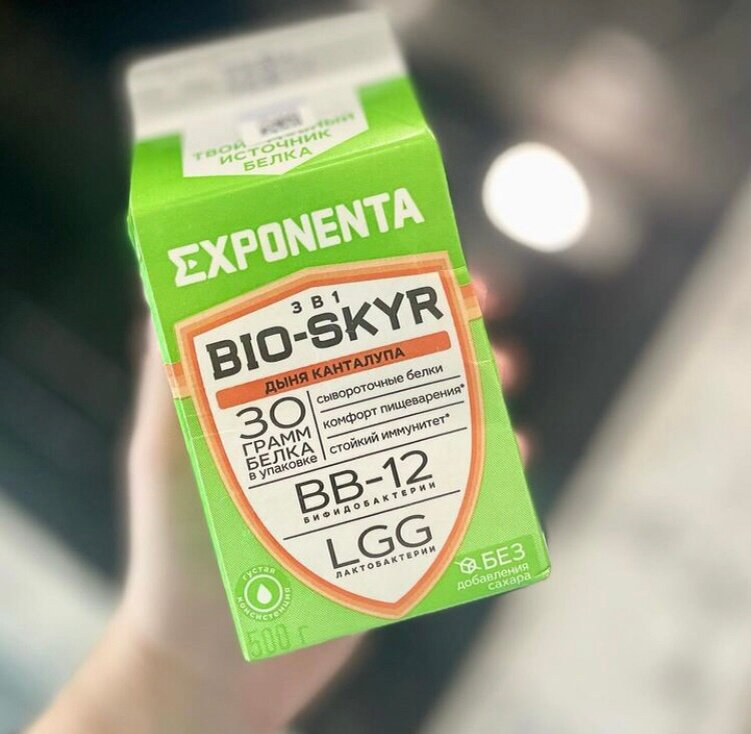 ТВОЙ
ИСТОЧНИК
БЕЛКА
EXPONENTA
3 В 1
BIO-SKYR
ДЫНЯ КАНТАЛУПА
30
ГРАММ
БЕЛКА
в упаковке
сывороточные белки
комфорт пищеварения*
стойкий иммунитет*
BB-12
БИФИДОБАКТЕРИИ
LGG
ЛАКТОБАКТЕРИИ
густая
консистенция
БЕЗ
добавления
сахара
500 г